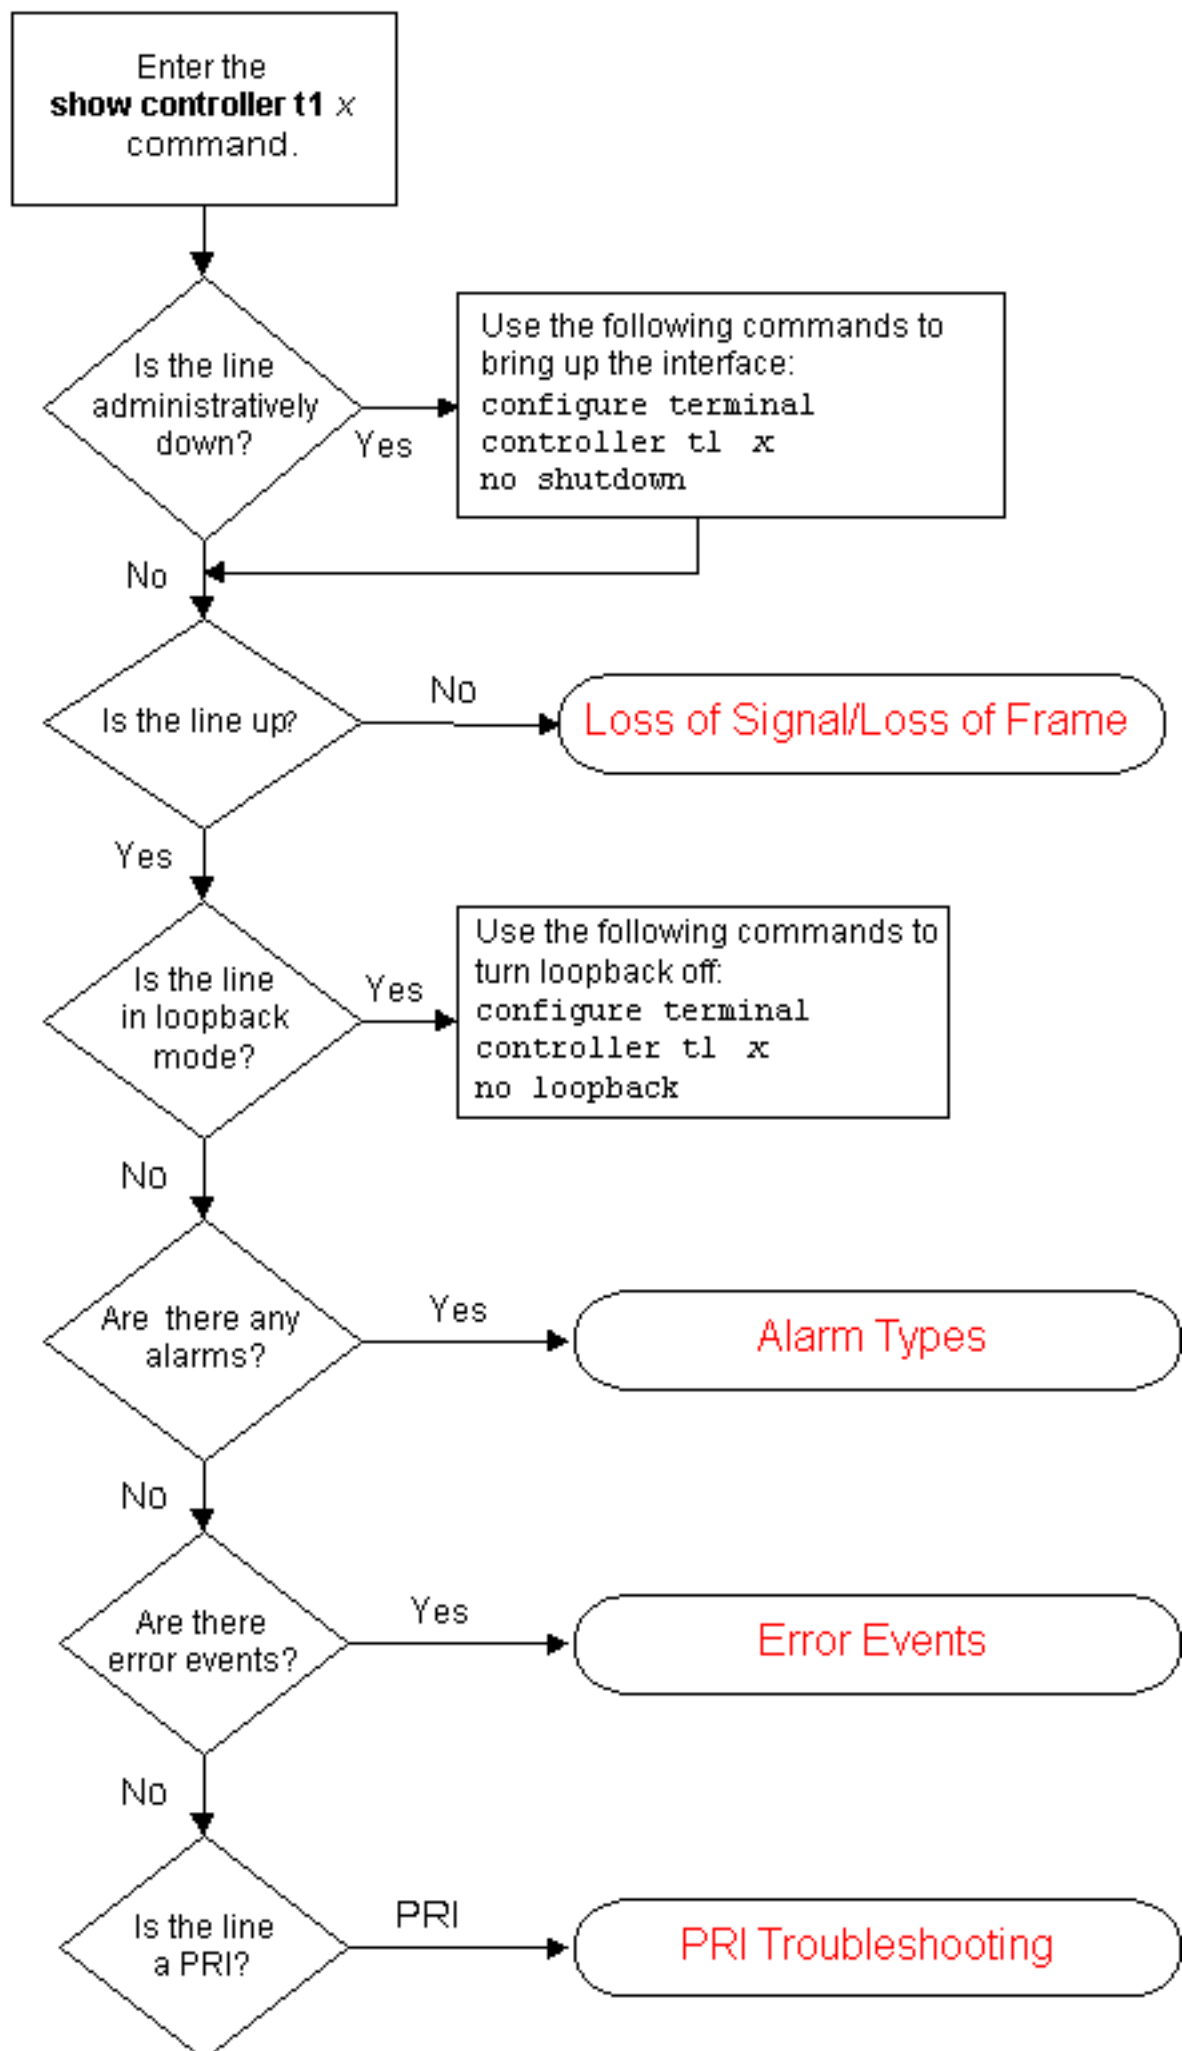 Enter the
show controller t1 x
command.
Is the line
administratively
down?
Yes
Use the following commands to
bring up the interface:
configure terminal
controller t1 x
no shutdown
No
Is the line up?
No
Loss of Signal/Loss of Frame
Yes
Is the line
in loopback
mode?
Yes
Use the following commands to
turn loopback off:
configure terminal
controller t1 x
no loopback
No
Are there any
alarms?
Yes
Alarm Types
No
Are there
error events?
Yes
Error Events
No
Is the line
a PRI?
PRI
PRI Troubleshooting